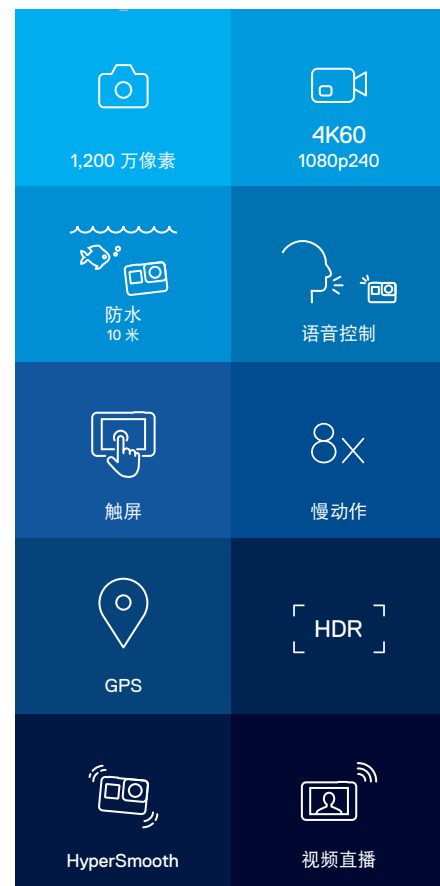 1,200 万像素
4K60
1080p240
防水
10 米
语音控制
触屏
8x
慢动作
GPS
HDR
HyperSmooth
视频直播